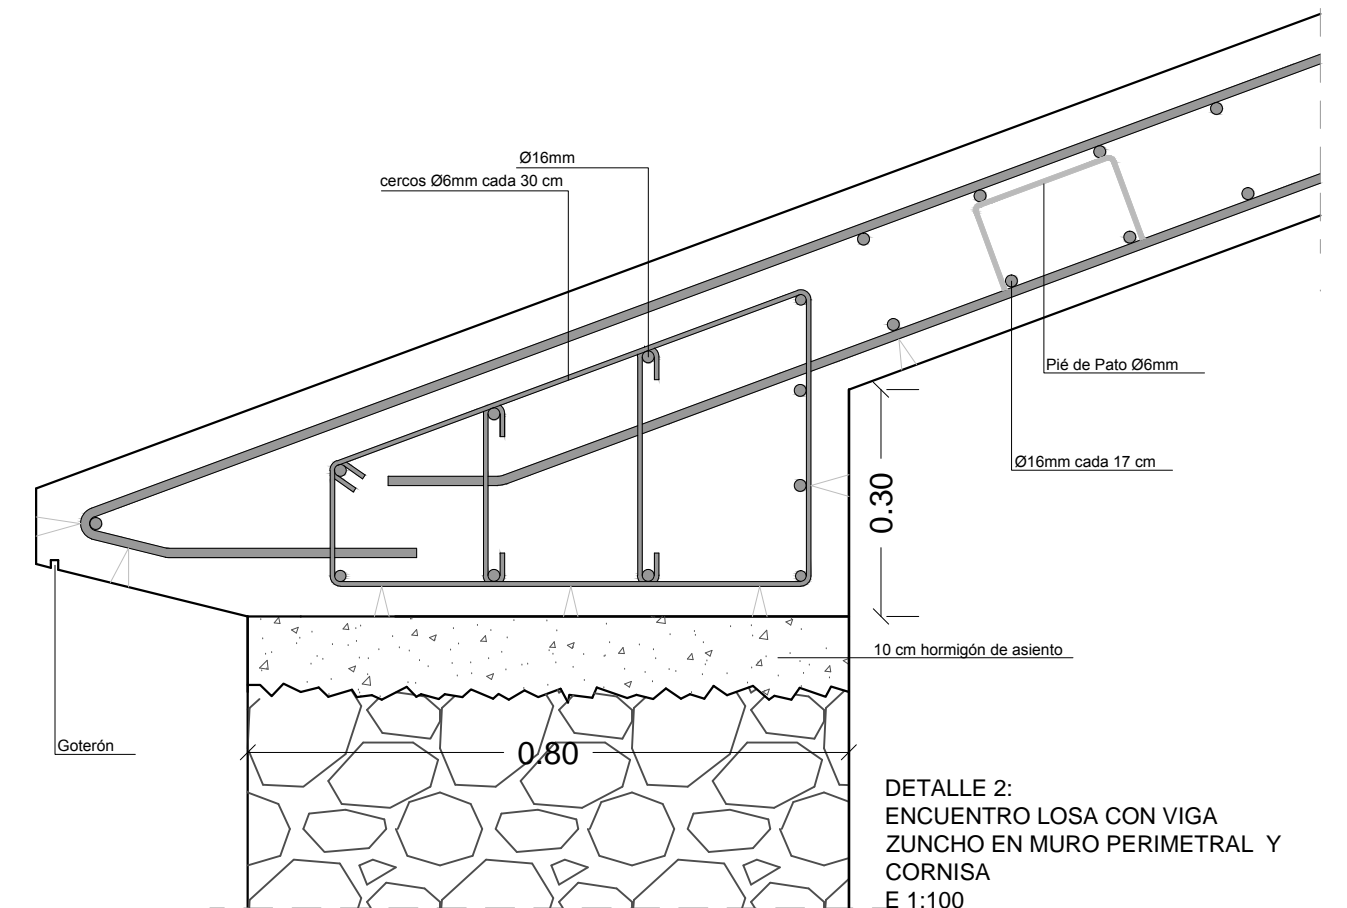 Ø16mm
cercos Ø6mm cada 30 cm
Pié de Pato Ø6mm
Ø16mm cada 17 cm
0.30
10 cm hormigón de asiento
Goterón
0.80
DETALLE 2:
ENCUENTRO LOSA CON VIGA
ZUNCHO EN MURO PERIMETRAL Y
CORNISA
E 1:100